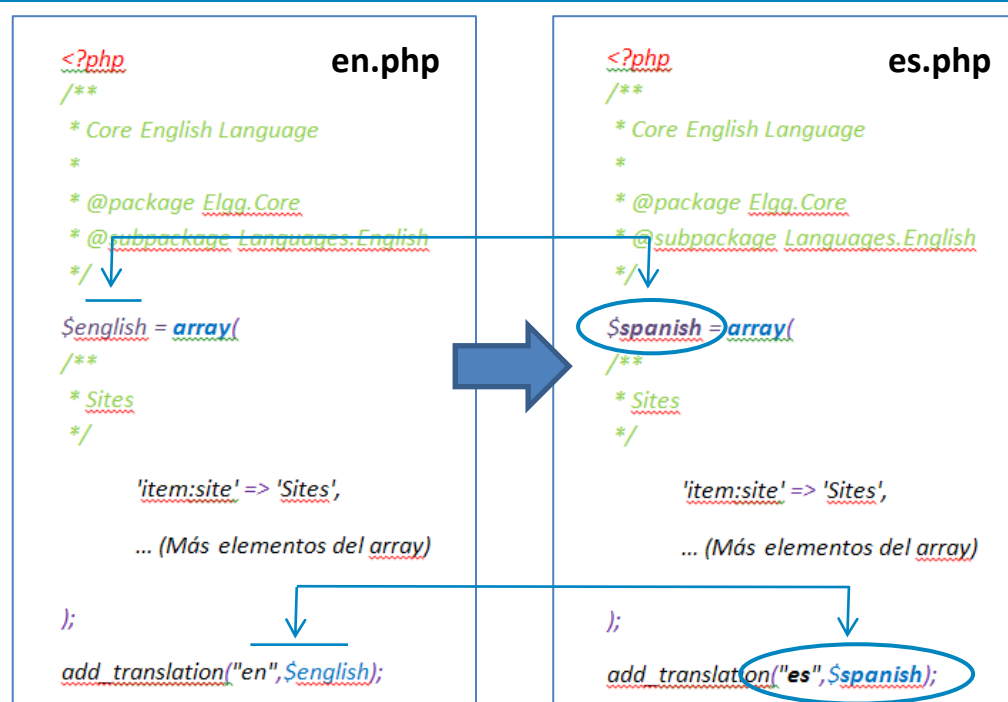 en.php
<?php
/**
* Core English Language
*
* @package Elgg.Core
* @subpackage Languages.English
*/
$english = array(
/**
* Sites
*/
'item:site' => 'Sites',
... (Más elementos del array)
);
add_translation("en",$english);
es.php
<?php
/**
* Core English Language
*
* @package Elgg.Core
* @subpackage Languages.English
*/
$spanish = array(
/**
* Sites
*/
'item:site' => 'Sites',
... (Más elementos del array)
);
add_translation("es",$spanish);